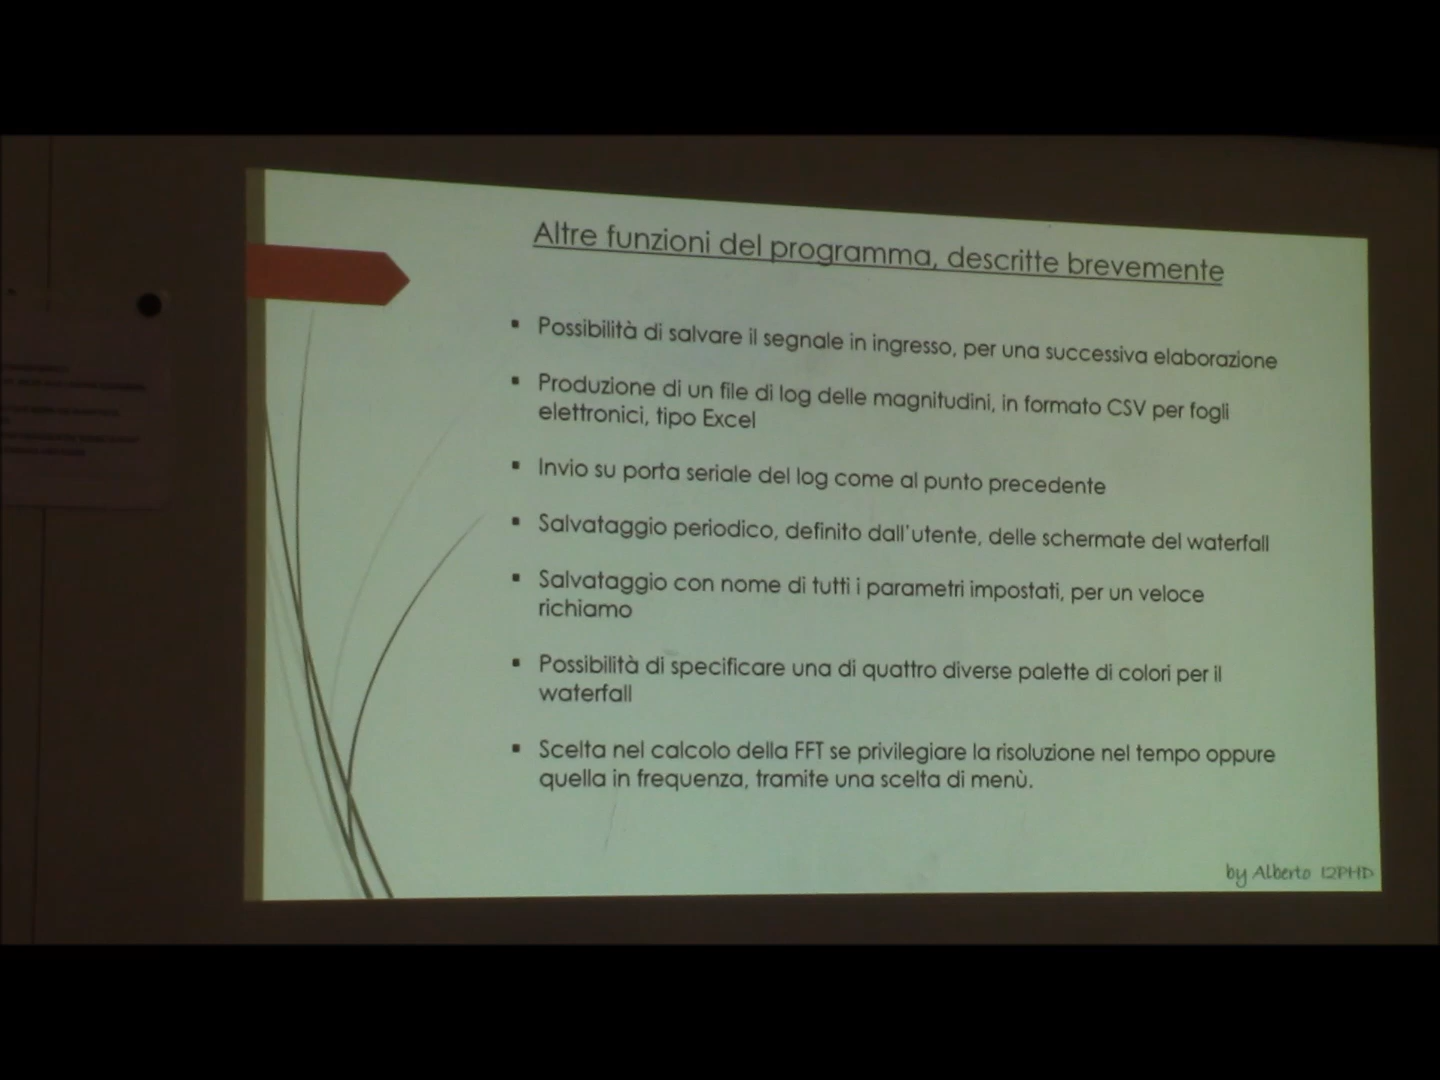 Altre funzioni del programma, descritte brevemente
▪ Possibilità di salvare il segnale in ingresso, per una successiva elaborazione
▪ Produzione di un file di log delle magnitudini, in formato CSV per fogli
elettronici, tipo Excel
▪ Invio su porta seriale del log come al punto precedente
▪ Salvataggio periodico, definito dall'utente, delle schermate del waterfall
▪ Salvataggio con nome di tutti i parametri impostati, per un veloce
richiamo
▪ Possibilità di specificare una di quattro diverse palette di colori per il
waterfall
▪ Scelta nel calcolo della FFT se privilegiare la risoluzione nel tempo oppure
quella in frequenza, tramite una scelta di menù.
by Alberto I2PHD